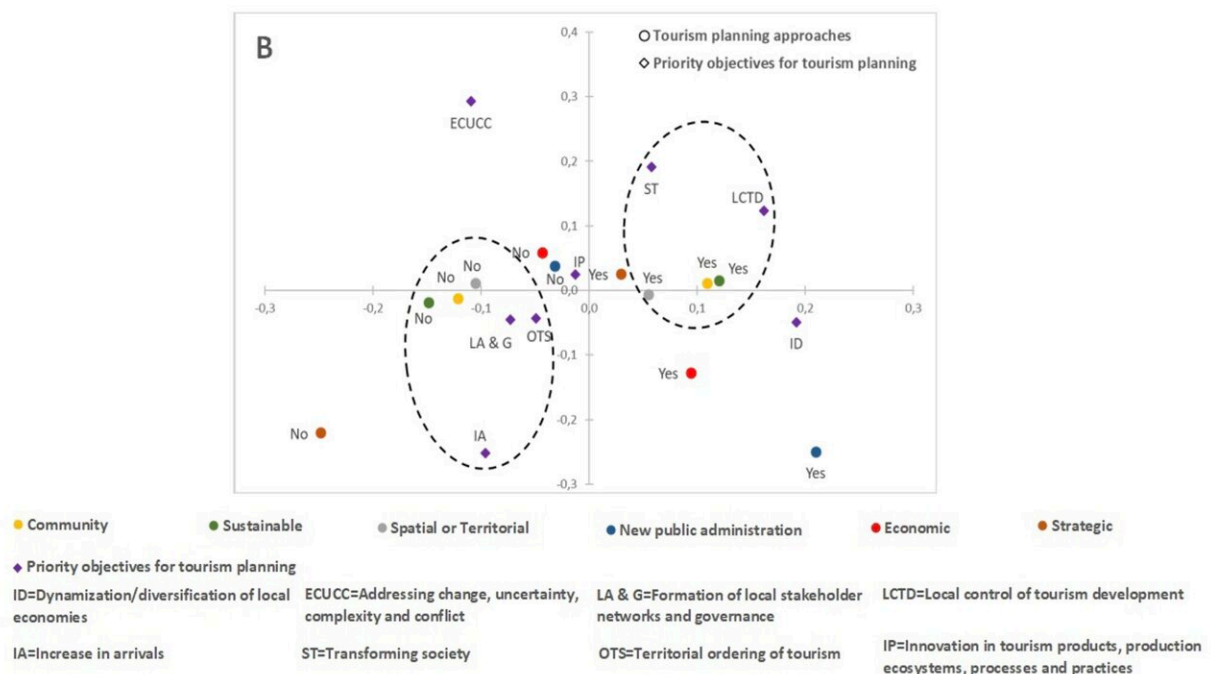 B
○ Tourism planning approaches
◇ Priority objectives for tourism planning
0,4
0,3
ECUCC
0,2
ST
LCTD
0,1
No
No
No
No
IP
Yes
Yes
Yes
Yes
0,0
-0,3
-0,2
-0,1
0,0
0,1
0,2
0,3
No
LA & G
OTS
-0,1
ID
Yes
-0,2
No
IA
Yes
-0,3
Community
Sustainable
Spatial or Territorial
New public administration
Economic
Strategic
Priority objectives for tourism planning
ID=Dynamization/diversification of local
economies
ECUCC=Addressing change, uncertainty,
complexity and conflict
LA & G=Formation of local stakeholder
networks and governance
LCTD=Local control of tourism development
IA=Increase in arrivals
ST=Transforming society
OTS=Territorial ordering of tourism
IP=Innovation in tourism products, production
ecosystems, processes and practices